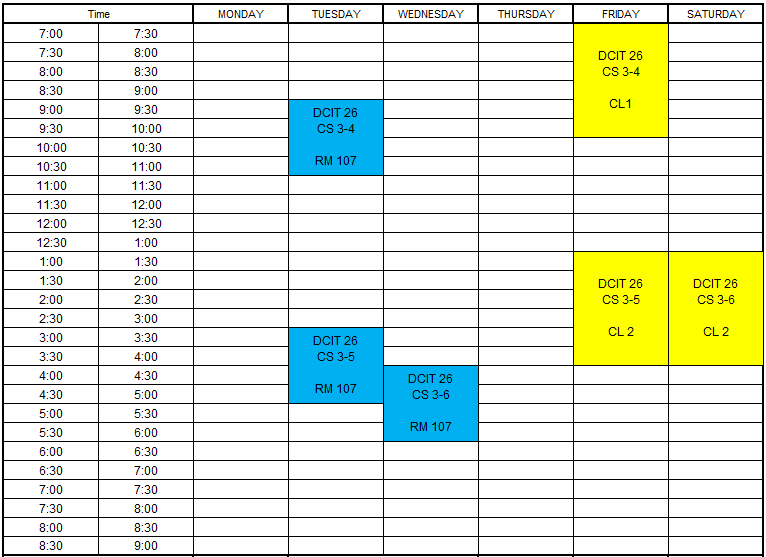 Time MONDAY TUESDAY WEDNESDAY THURSDAY FRIDAY SATURDAY
7:00 7:30
7:30 8:00
DCIT 26
8:00 8:30
CS 3-4
8:30 9:00
CL1
9:00 9:30
DCIT 26
9:30 10:00
CS 3-4
10:00 10:30
10:30 11:00
RM 107
11:00 11:30
11:30 12:00
12:00 12:30
12:30 1:00
1:00 1:30
1:30 2:00
DCIT 26 DCIT 26
2:00 2:30
CS 3-5 CS 3-6
2:30 3:00
CL 2 CL 2
3:00 3:30
DCIT 26
3:30 4:00
CS 3-5
4:00 4:30
DCIT 26
RM 107
4:30 5:00
CS 3-6
5:00 5:30
RM 107
5:30 6:00
6:00 6:30
6:30 7:00
7:00 7:30
7:30 8:00
8:00 8:30
8:30 9:00